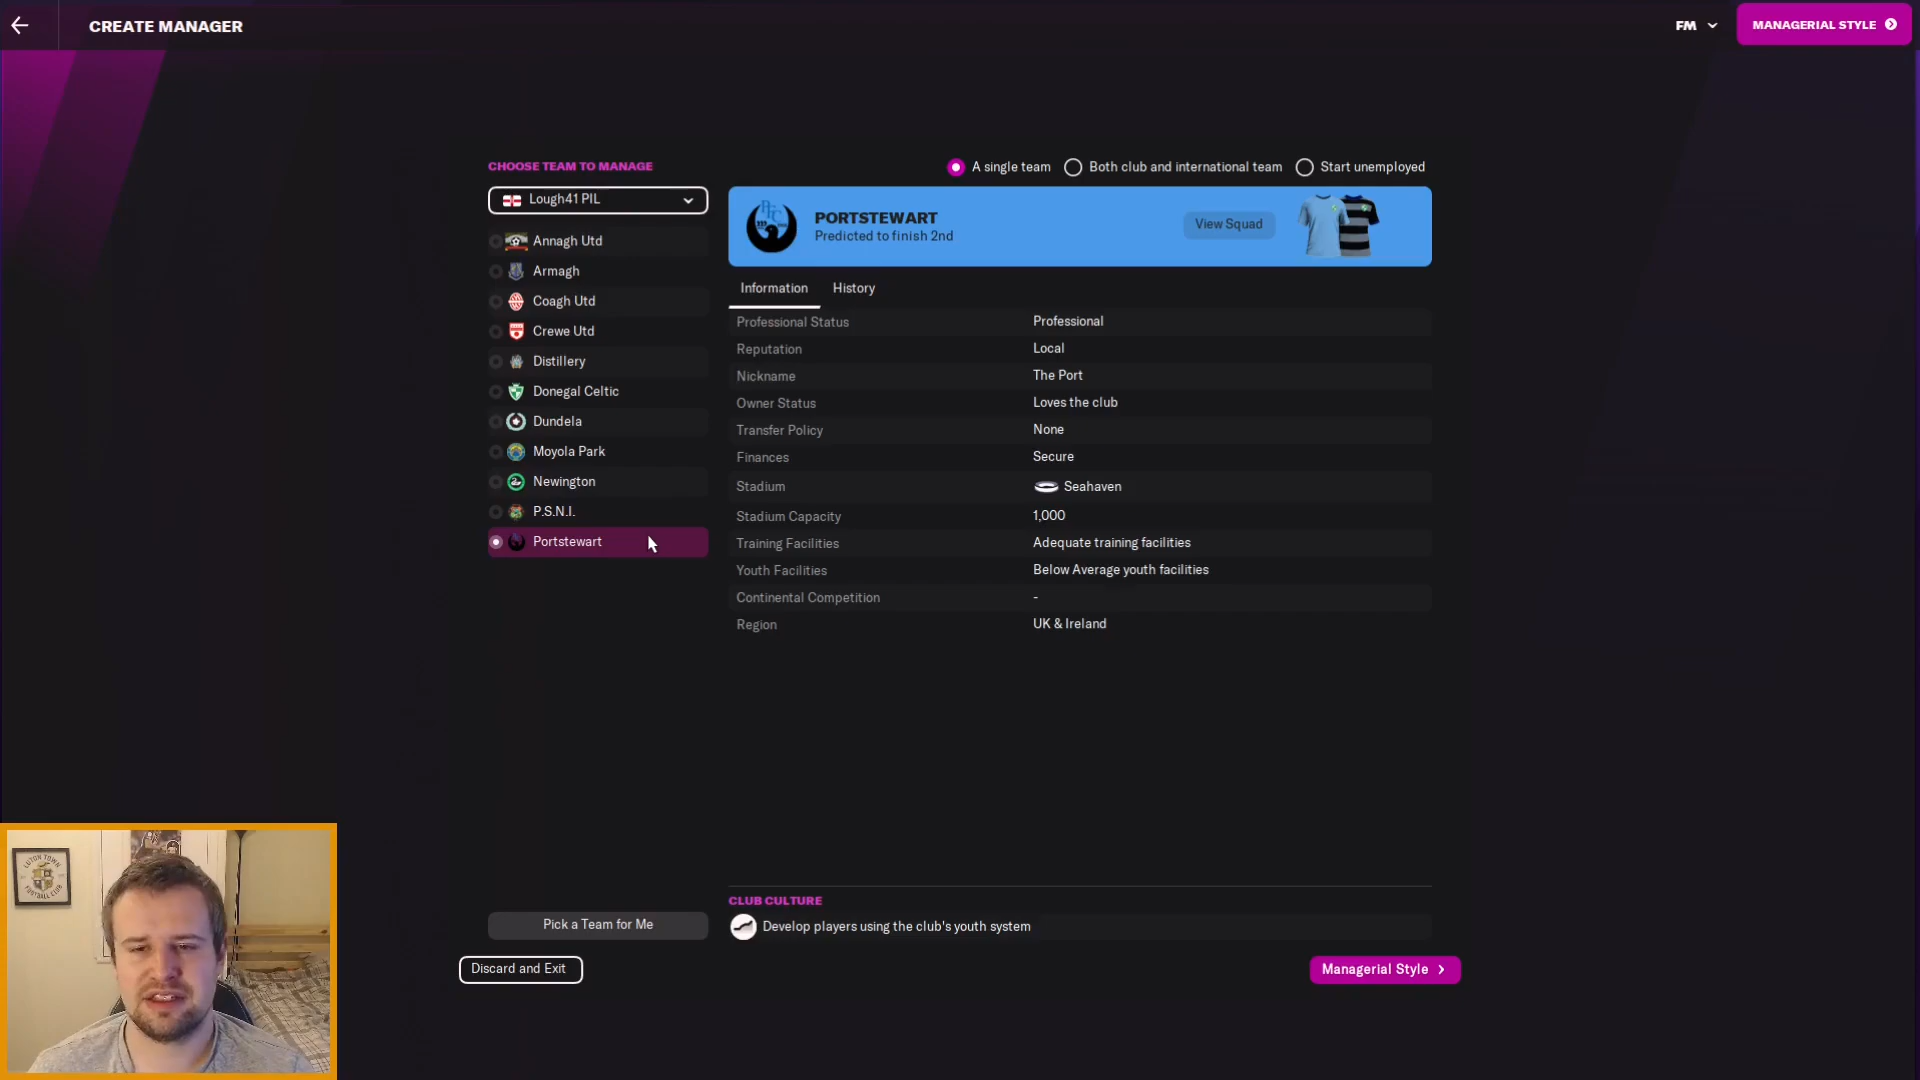 CREATE MANAGER
FM
MANAGERIAL STYLE
CHOOSE TEAM TO MANAGE
A single team
Both club and international team
Start unemployed
Lough41 PIL
PORTSTEWART
Predicted to finish 2nd
View Squad
Annagh Utd
Armagh
Coagh Utd
Crewe Utd
Distillery
Donegal Celtic
Dundela
Moyola Park
Newington
P.S.N.I.
Portstewart
Information
History
Professional Status Professional
Reputation Local
Nickname The Port
Owner Status Loves the club
Transfer Policy None
Finances Secure
Stadium Seahaven
Stadium Capacity 1,000
Training Facilities Adequate training facilities
Youth Facilities Below Average youth facilities
Continental Competition -
Region UK & Ireland
CLUB CULTURE
Develop players using the club's youth system
Pick a Team for Me
Discard and Exit
Managerial Style
LUTON TOWN
FOOTBALL CLUB